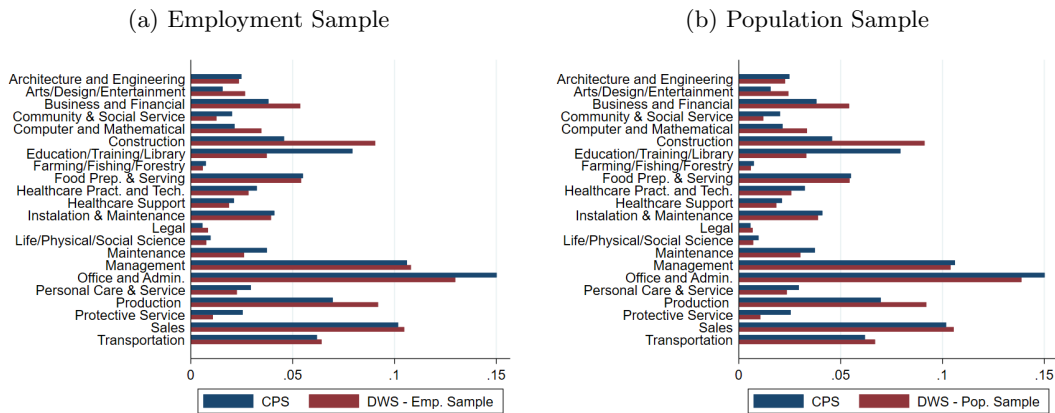 (a) Employment Sample
Architecture and Engineering
Arts/Design/Entertainment
Business and Financial
Community & Social Service
Computer and Mathematical
Construction
Education/Training/Library
Farming/Fishing/Forestry
Food Prep. & Serving
Healthcare Pract. and Tech.
Healthcare Support
Instalation & Maintenance
Legal
Life/Physical/Social Science
Maintenance
Management
Office and Admin.
Personal Care & Service
Production
Protective Service
Sales
Transportation
0 .05 .1 .15
CPS DWS - Emp. Sample
(b) Population Sample
Architecture and Engineering
Arts/Design/Entertainment
Business and Financial
Community & Social Service
Computer and Mathematical
Construction
Education/Training/Library
Farming/Fishing/Forestry
Food Prep. & Serving
Healthcare Pract. and Tech.
Healthcare Support
Instalation & Maintenance
Legal
Life/Physical/Social Science
Maintenance
Management
Office and Admin.
Personal Care & Service
Production
Protective Service
Sales
Transportation
0 .05 .1 .15
CPS DWS - Pop. Sample